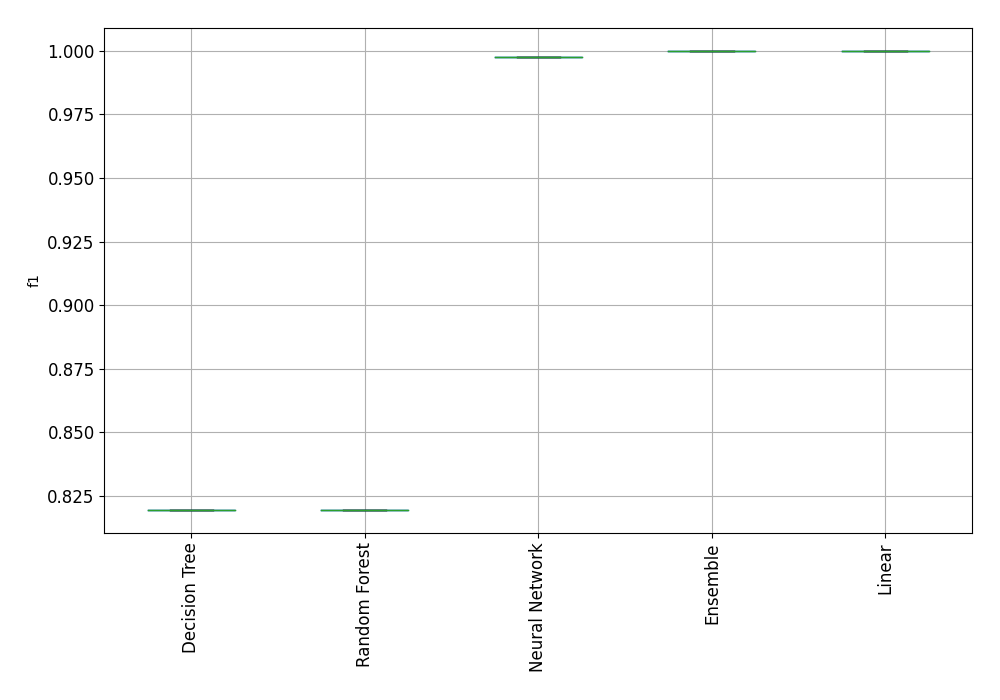 1.000
0.975
0.950
0.925
0.900
0.875
0.850
0.825
f1
Decision Tree
Random Forest
Neural Network
Ensemble
Linear